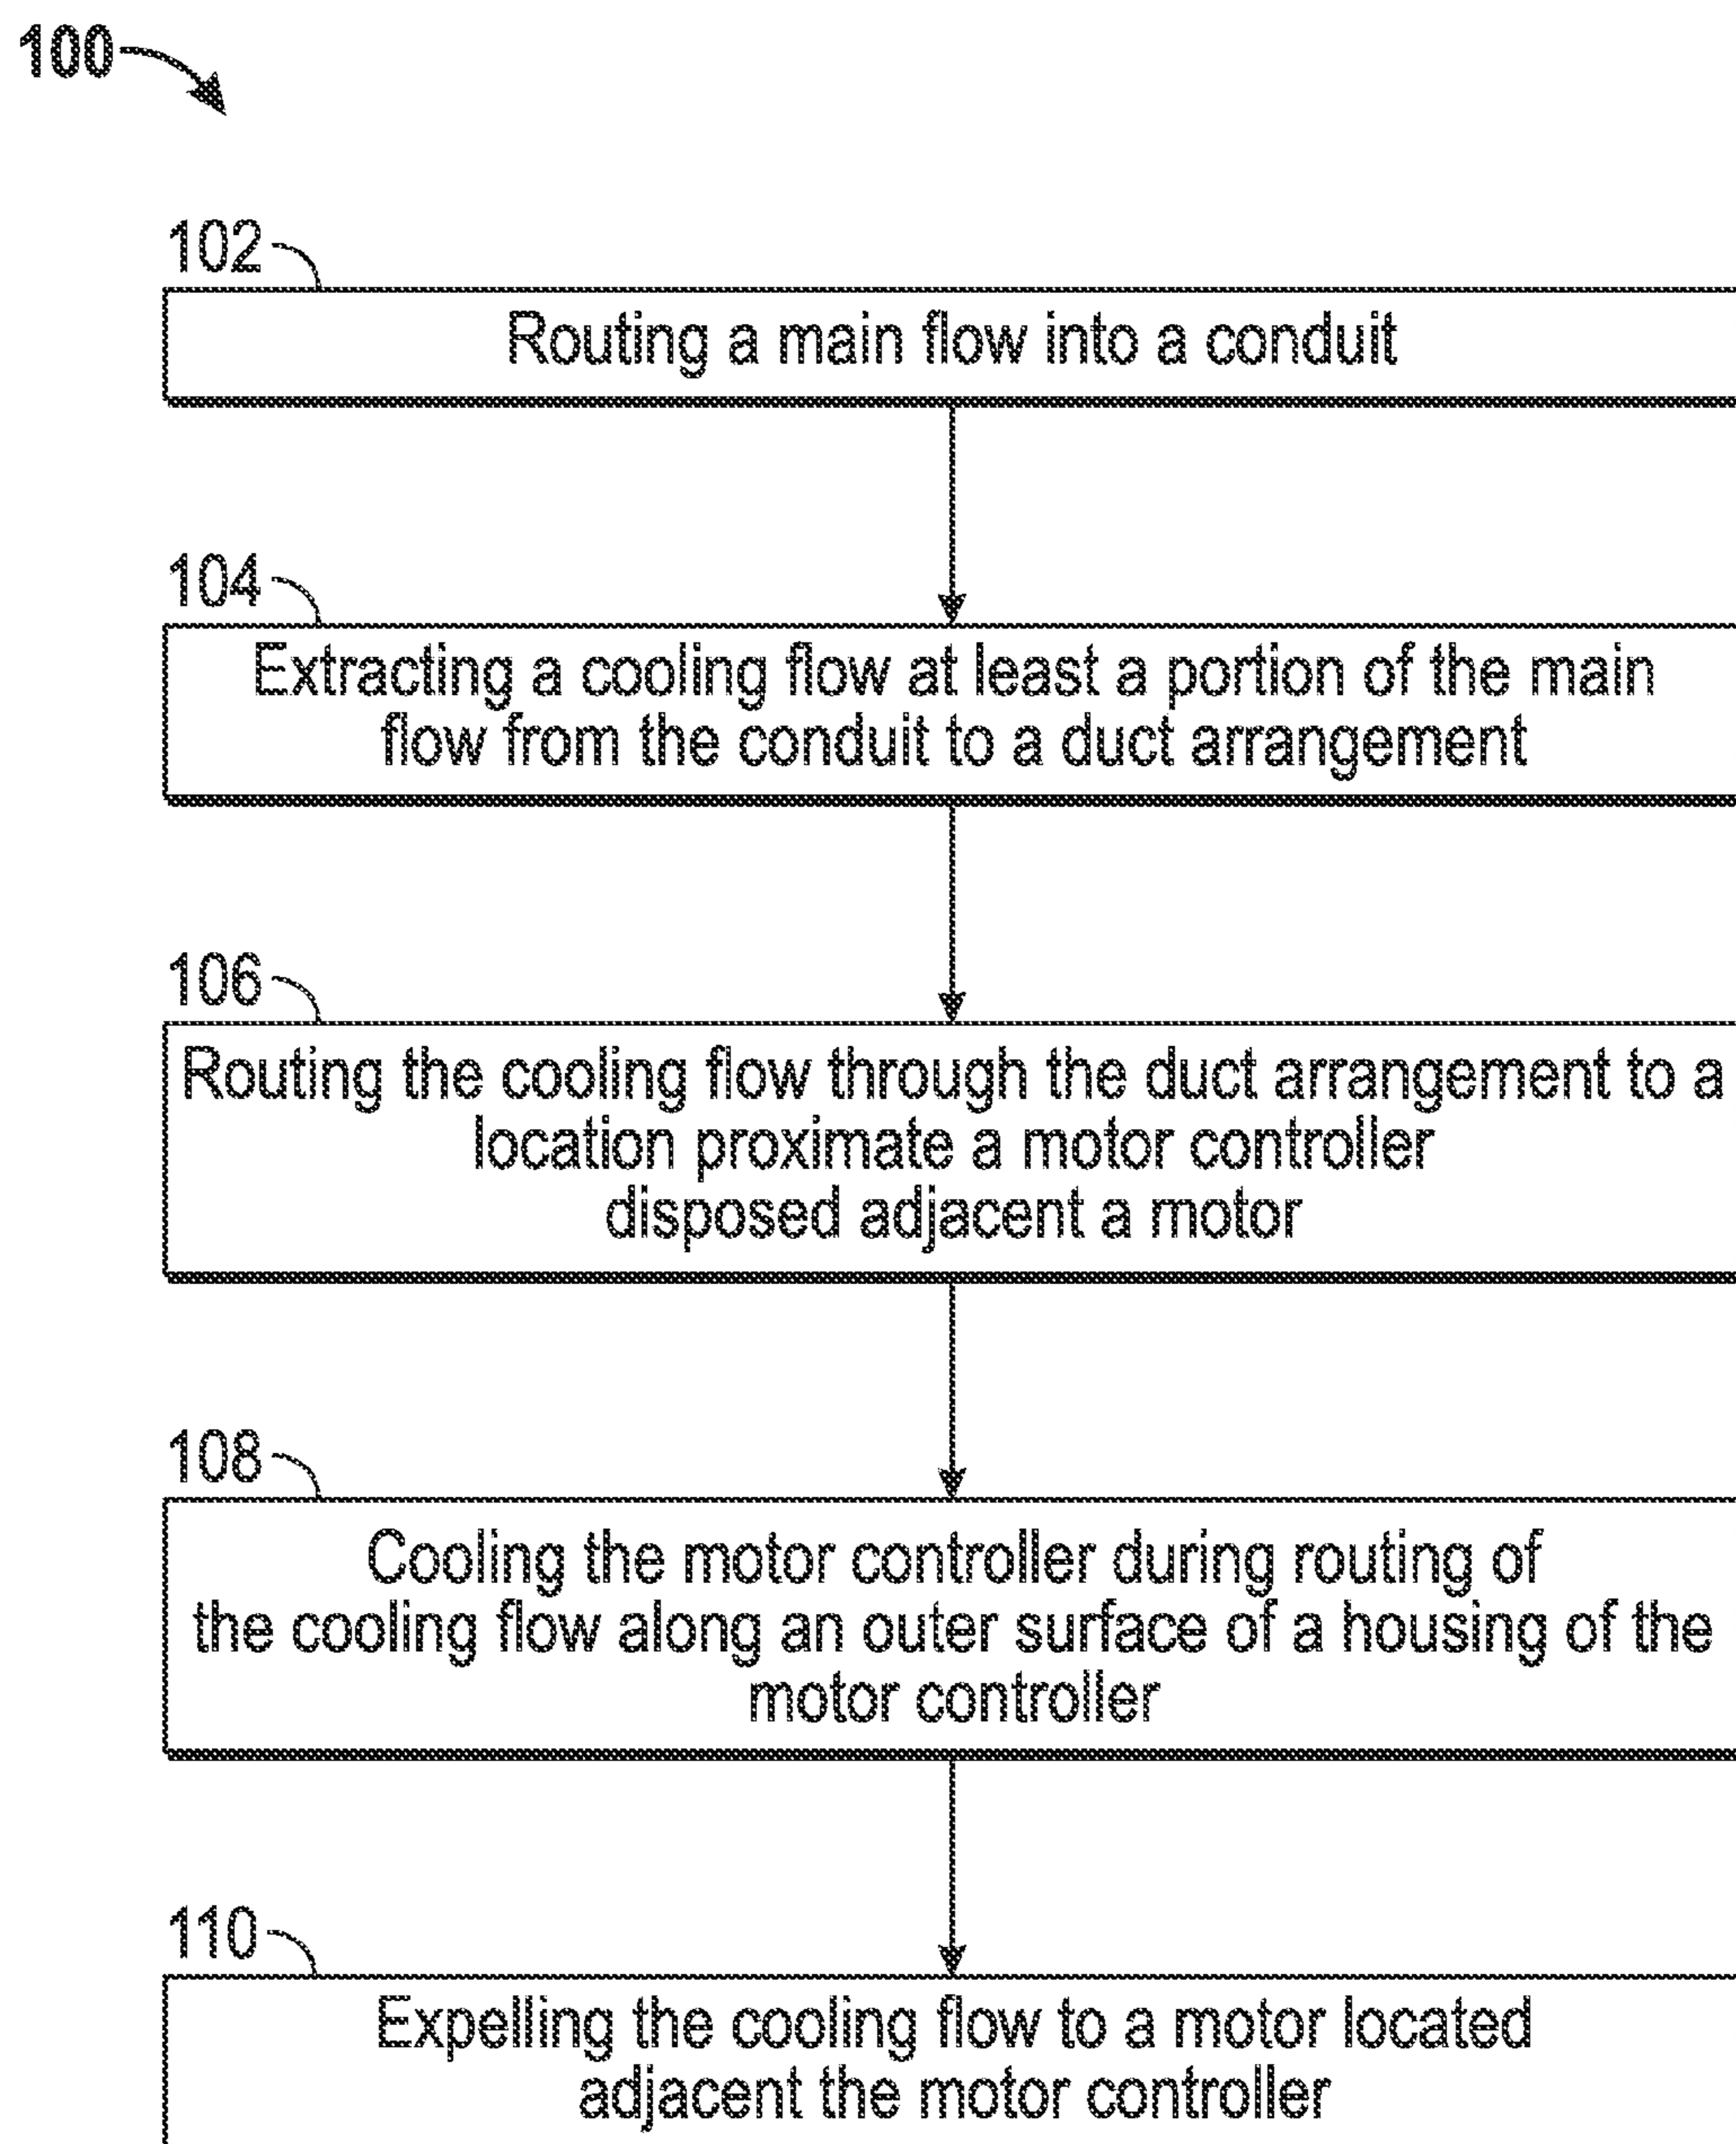 100
102
Routing a main flow into a conduit
104
Extracting a cooling flow at least a portion of the main
flow from the conduit to a duct arrangement
106
Routing the cooling flow through the duct arrangement to a
location proximate a motor controller
disposed adjacent a motor
108
Cooling the motor controller during routing of
the cooling flow along an outer surface of a housing of the
motor controller
110
Expelling the cooling flow to a motor located
adjacent the motor controller